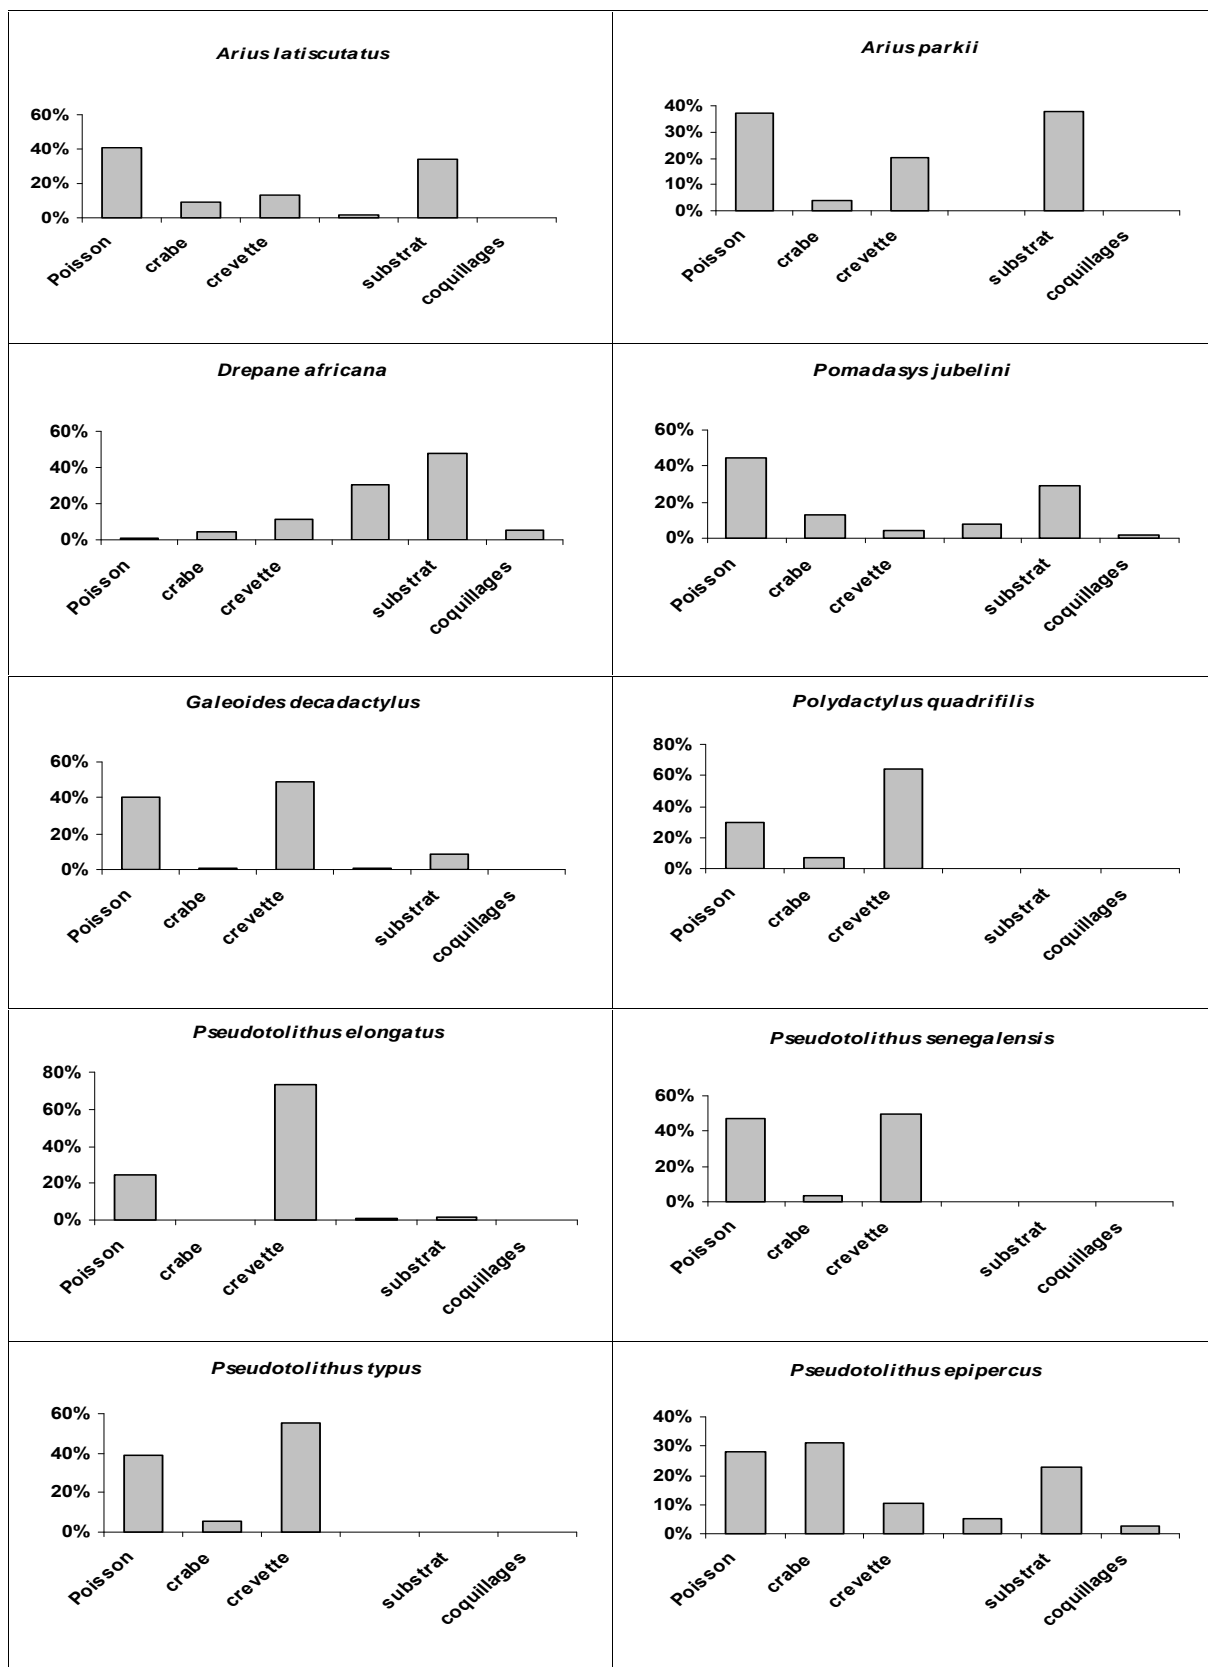 Arius latiscutatus
60%
40%
20%
0%
Poisson
crabe
crevette
substrat
coquillages
Arius parkii
40%
30%
20%
10%
0%
Poisson
crabe
crevette
substrat
coquillages
Drepane africana
60%
40%
20%
0%
Poisson
crabe
crevette
substrat
coquillages
Pomadasys jubelini
60%
40%
20%
0%
Poisson
crabe
crevette
substrat
coquillages
Galeoides decadactylus
60%
40%
20%
0%
Poisson
crabe
crevette
substrat
coquillages
Polydactylus quadrifilis
80%
60%
40%
20%
0%
Poisson
crabe
crevette
substrat
coquillages
Pseudotolithus elongatus
80%
60%
40%
20%
0%
Poisson
crabe
crevette
substrat
coquillages
Pseudotolithus senegalensis
60%
40%
20%
0%
Poisson
crabe
crevette
substrat
coquillages
Pseudotolithus typus
60%
40%
20%
0%
Poisson
crabe
crevette
substrat
coquillages
Pseudotolithus epipercus
40%
30%
20%
10%
0%
Poisson
crabe
crevette
substrat
coquillages